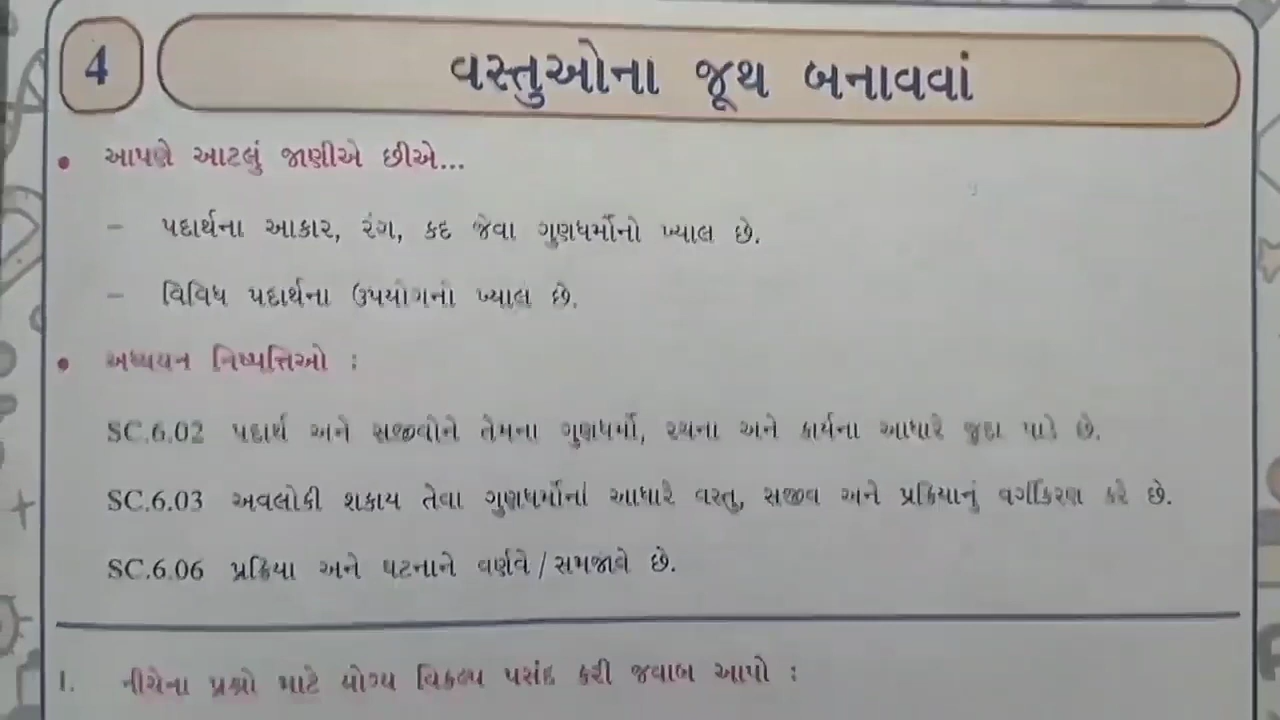 4
વસ્તુઓના જૂથ બનાવવાં
• આપણે આટલું જાણીએ છીએ...
– પદાર્થના આકાર, રંગ, કદ જેવા ગુણધર્મોનો ખ્યાલ છે.
– વિવિધ પદાર્થના ઉપયોગનો ખ્યાલ છે.
• અધ્યયન નિષ્પત્તિઓ :
SC.6.02 પદાર્થ અને સજીવોને તેમના ગુણધર્મો, રચના અને કાર્યના આધારે જુદા પાડે છે.
SC.6.03 અવલોકી શકાય તેવા ગુણધર્મોના આધારે વસ્તુ, સજીવ અને પ્રક્રિયાનું વર્ગીકરણ કરે છે.
SC.6.06 પ્રક્રિયા અને ઘટનાને વર્ણવે / સમજાવે છે.
1. નીચેના પ્રશ્નો માટે યોગ્ય વિકલ્પ પસંદ કરી જવાબ આપો :